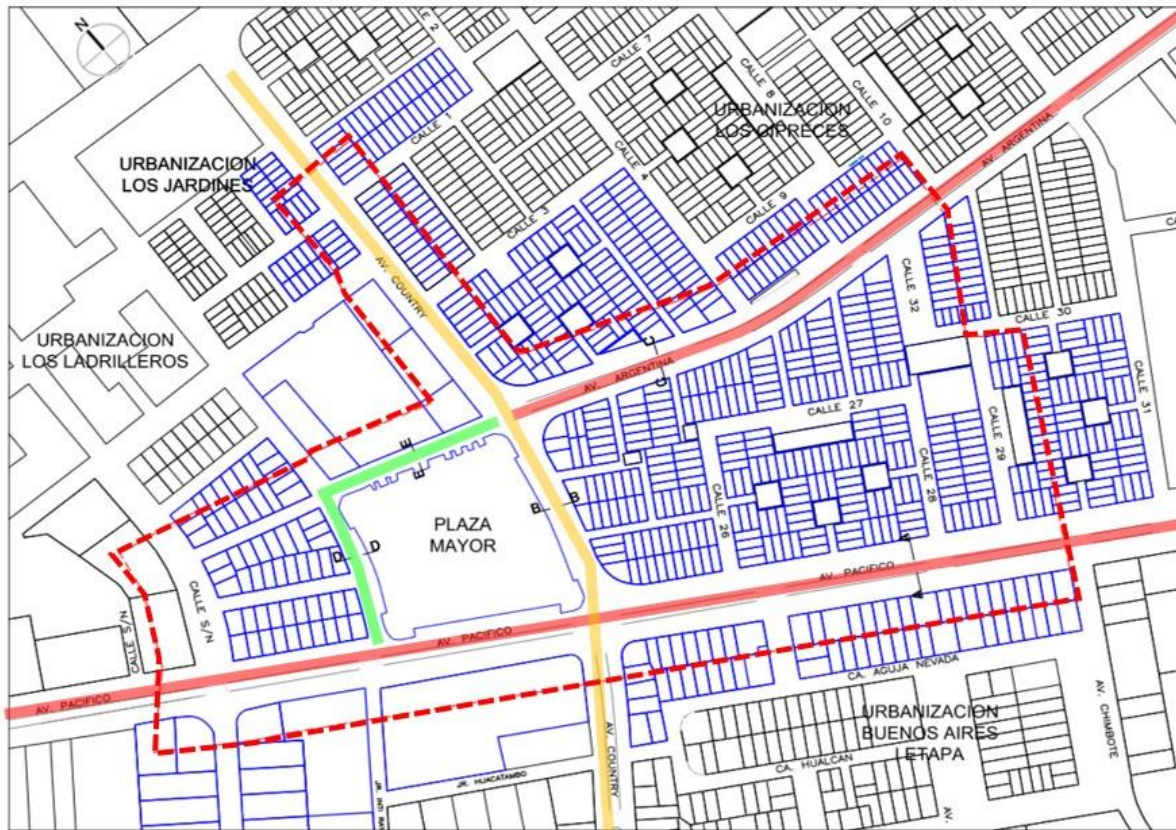 N
CALLE 2
CALLE 7
CALLE 8
CALLE 10
URBANIZACION
LOS CIPRECES
CALLE 1
URBANIZACION
LOS JARDINES
CALLE 4
AV. ARGENTINA
CALLE 9
CALLE 3
AV. COUNTRY
CALLE 32
CALLE 30
URBANIZACION
LOS LADRILLEROS
C
C
AV. ARGENTINA
CALLE 31
CALLE 27
CALLE 29
E
E
B
B
CALLE 28
PLAZA
MAYOR
CALLE 26
D
D
A
AV. PACIFICO
A
CALLE S/N
CALLE S/N
AV. PACIFICO
CA. AGUJA NEVADA
AV. PACIFICO
URBANIZACION
BUENOS AIRES
I ETAPA
AV. CHIMBOTE
AV. COUNTRY
CA. HUALCAN
JR. HUACATAMBO
JR. INTI
AV.